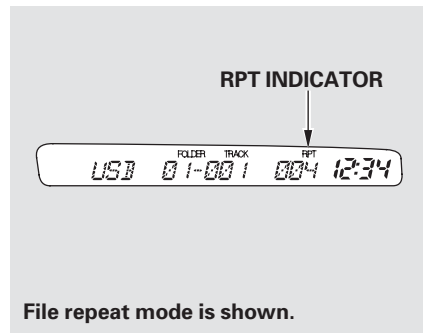 RPT INDICATOR
FOLDER TRACK RPT
USB 01-001 004 12:34
File repeat mode is shown.